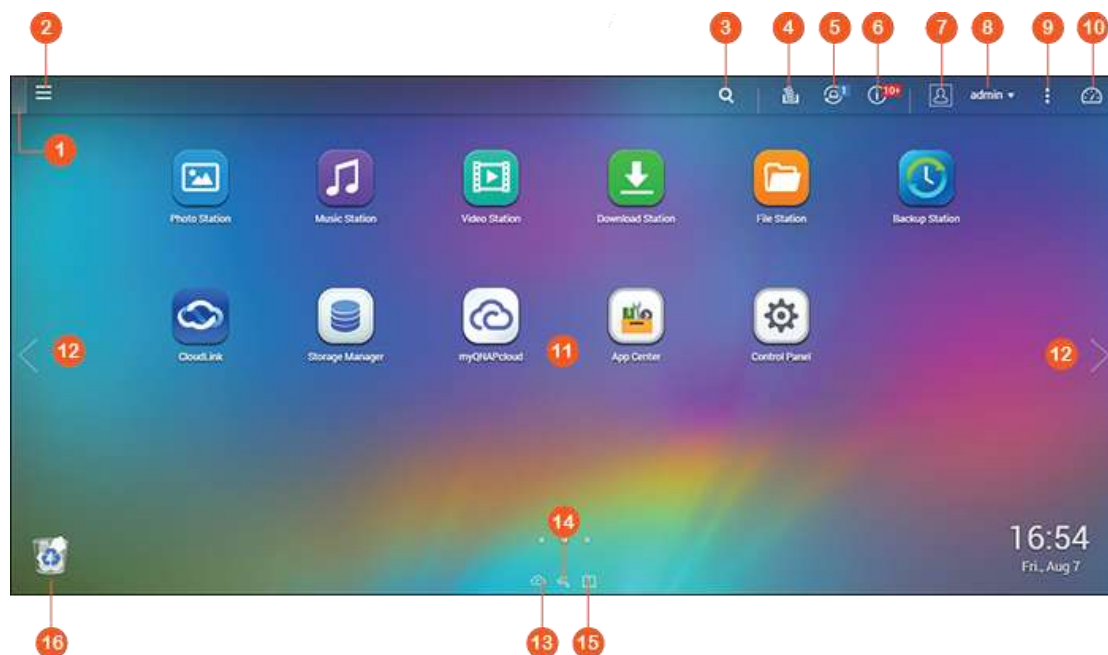 2
3
4
5
6
7
8
9
10
1
10+
admin
1
Photo Station
Music Station
Video Station
Download Station
File Station
Backup Station
12
CloudLink
Storage Manager
myQNAPcloud
11
App Center
Control Panel
12
14
16:54
Fri., Aug 7
16
13
15